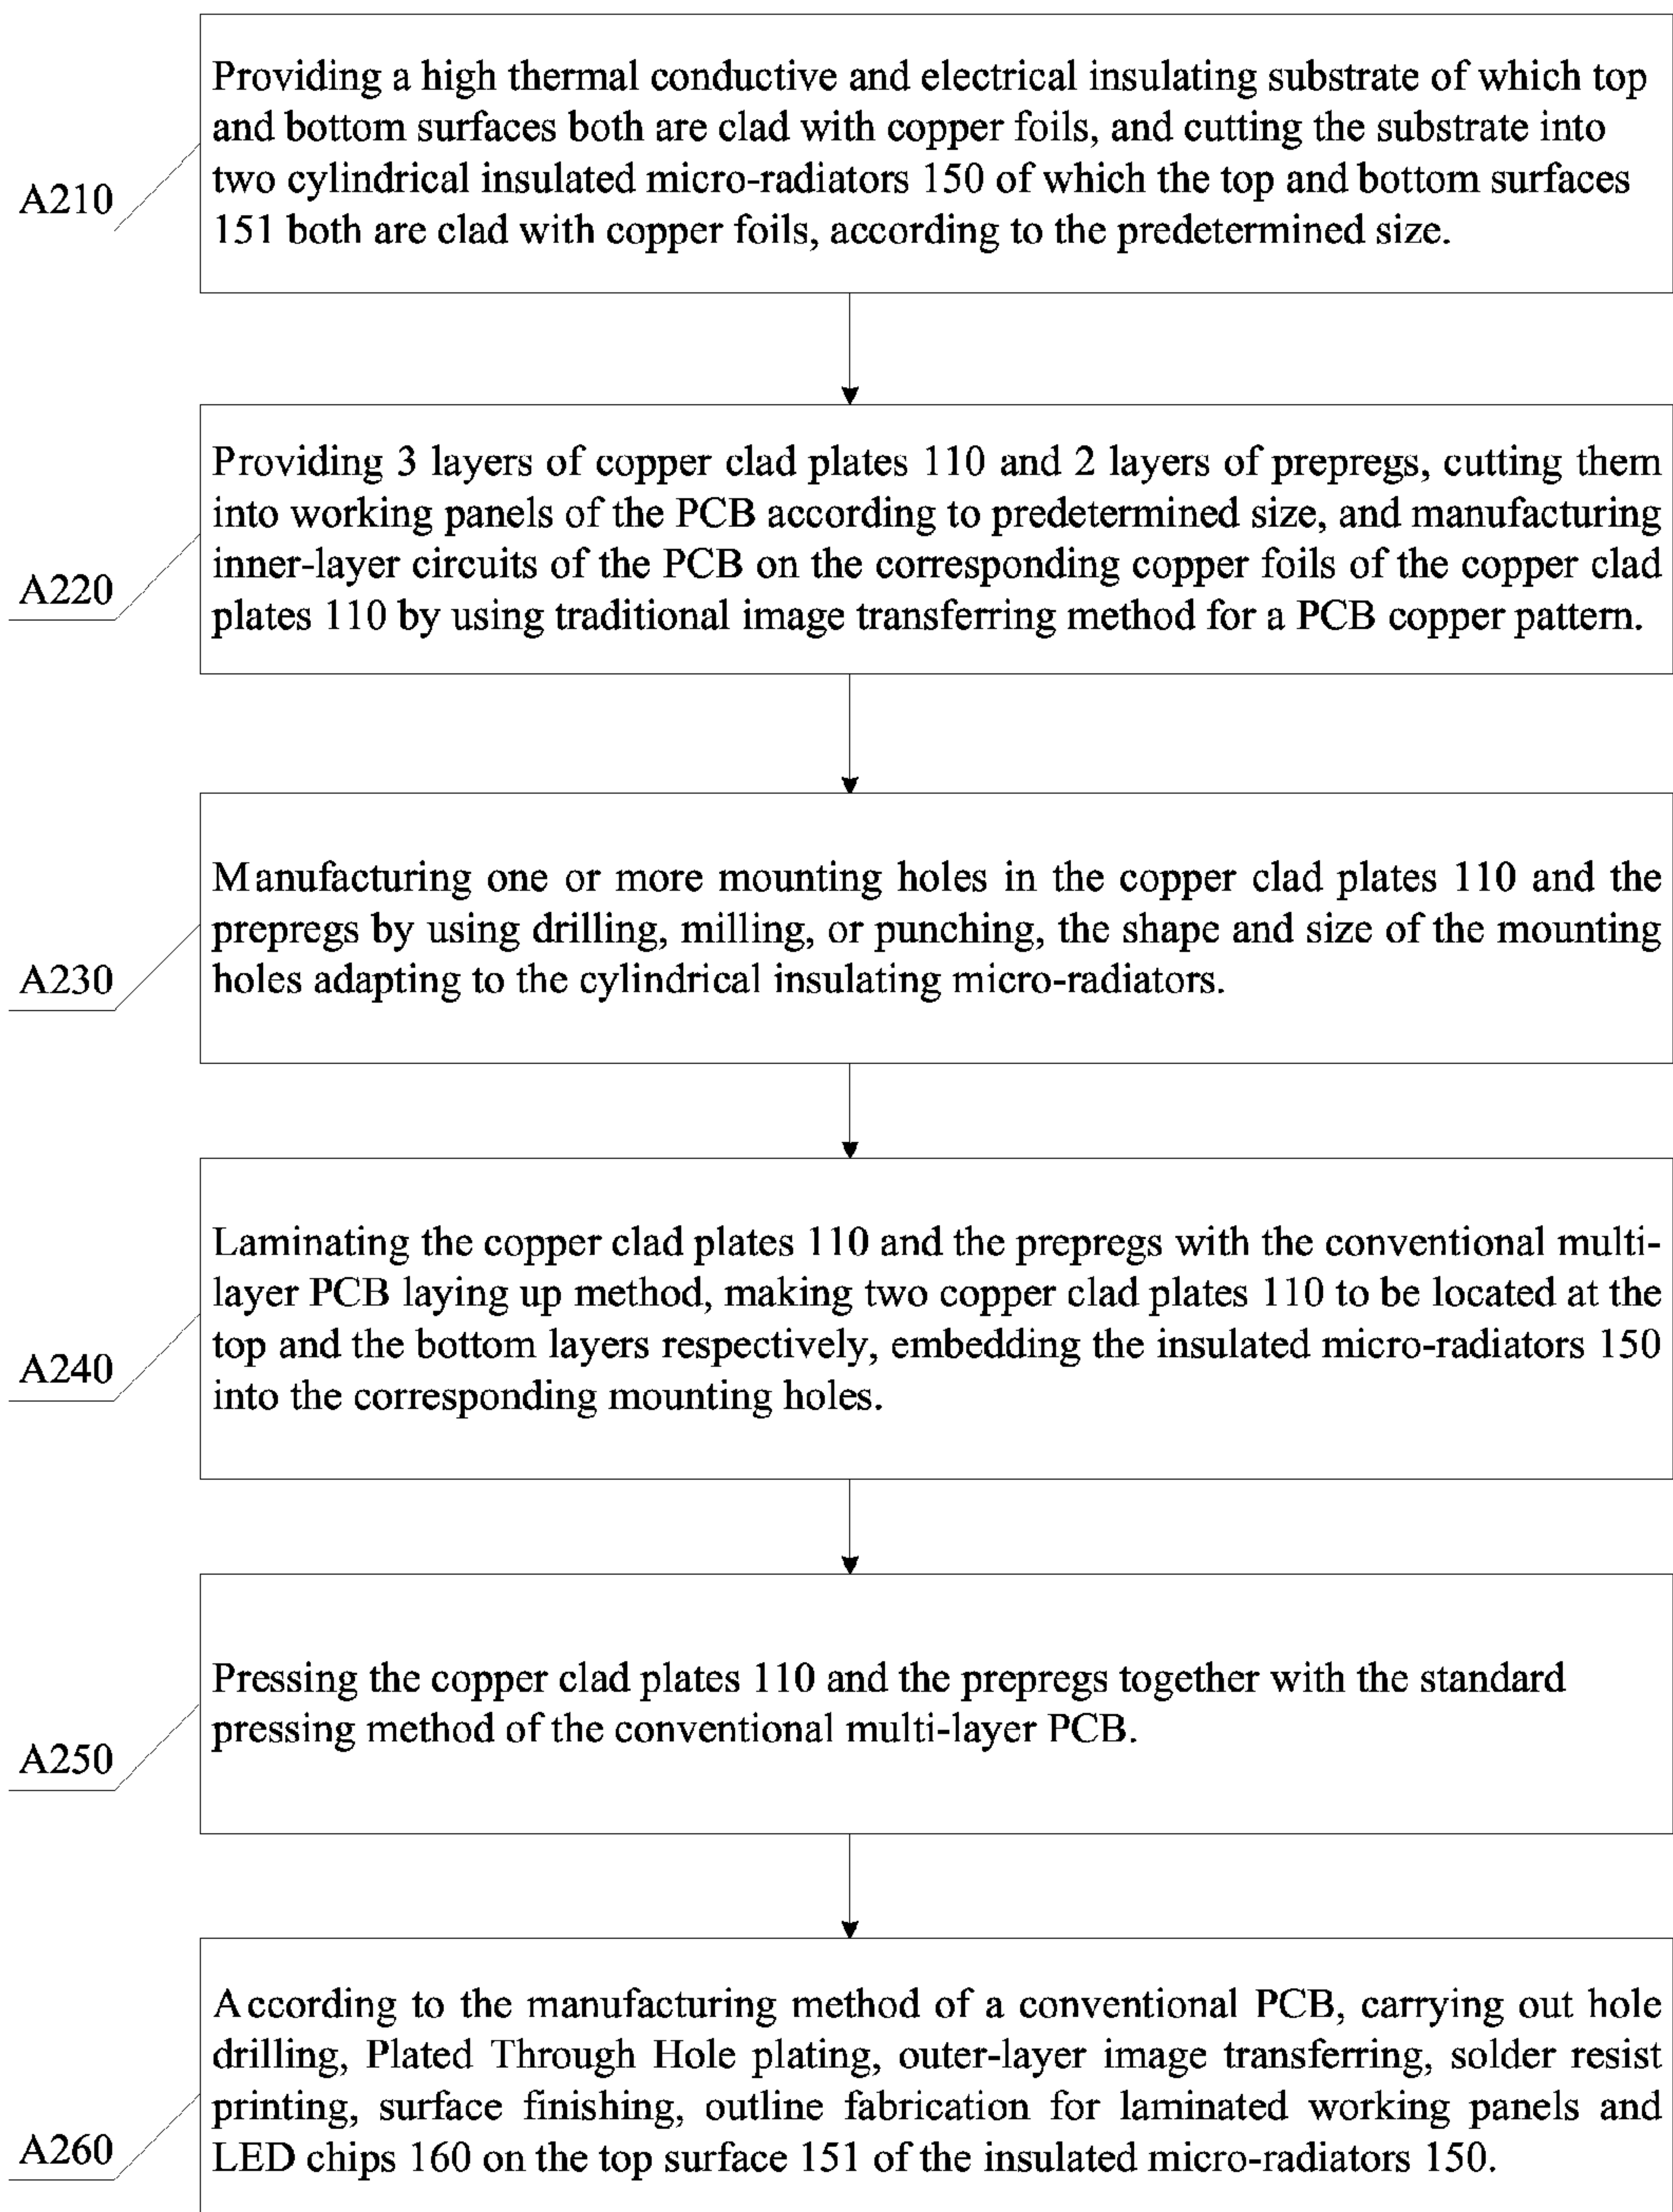 Providing a high thermal conductive and electrical insulating substrate of which top
and bottom surfaces both are clad with copper foils, and cutting the substrate into
two cylindrical insulated micro-radiators 150 of which the top and bottom surfaces
151 both are clad with copper foils, according to the predetermined size.
A210
Providing 3 layers of copper clad plates 110 and 2 layers of prepregs, cutting them
into working panels of the PCB according to predetermined size, and manufacturing
inner-layer circuits of the PCB on the corresponding copper foils of the copper clad
plates 110 by using traditional image transferring method for a PCB copper pattern.
A220
Manufacturing one or more mounting holes in the copper clad plates 110 and the
prepregs by using drilling, milling, or punching, the shape and size of the mounting
holes adapting to the cylindrical insulating micro-radiators.
A230
Laminating the copper clad plates 110 and the prepregs with the conventional multi-
layer PCB laying up method, making two copper clad plates 110 to be located at the
top and the bottom layers respectively, embedding the insulated micro-radiators 150
into the corresponding mounting holes.
A240
Pressing the copper clad plates 110 and the prepregs together with the standard
pressing method of the conventional multi-layer PCB.
A250
According to the manufacturing method of a conventional PCB, carrying out hole
drilling, Plated Through Hole plating, outer-layer image transferring, solder resist
printing, surface finishing, outline fabrication for laminated working panels and
LED chips 160 on the top surface 151 of the insulated micro-radiators 150.
A260